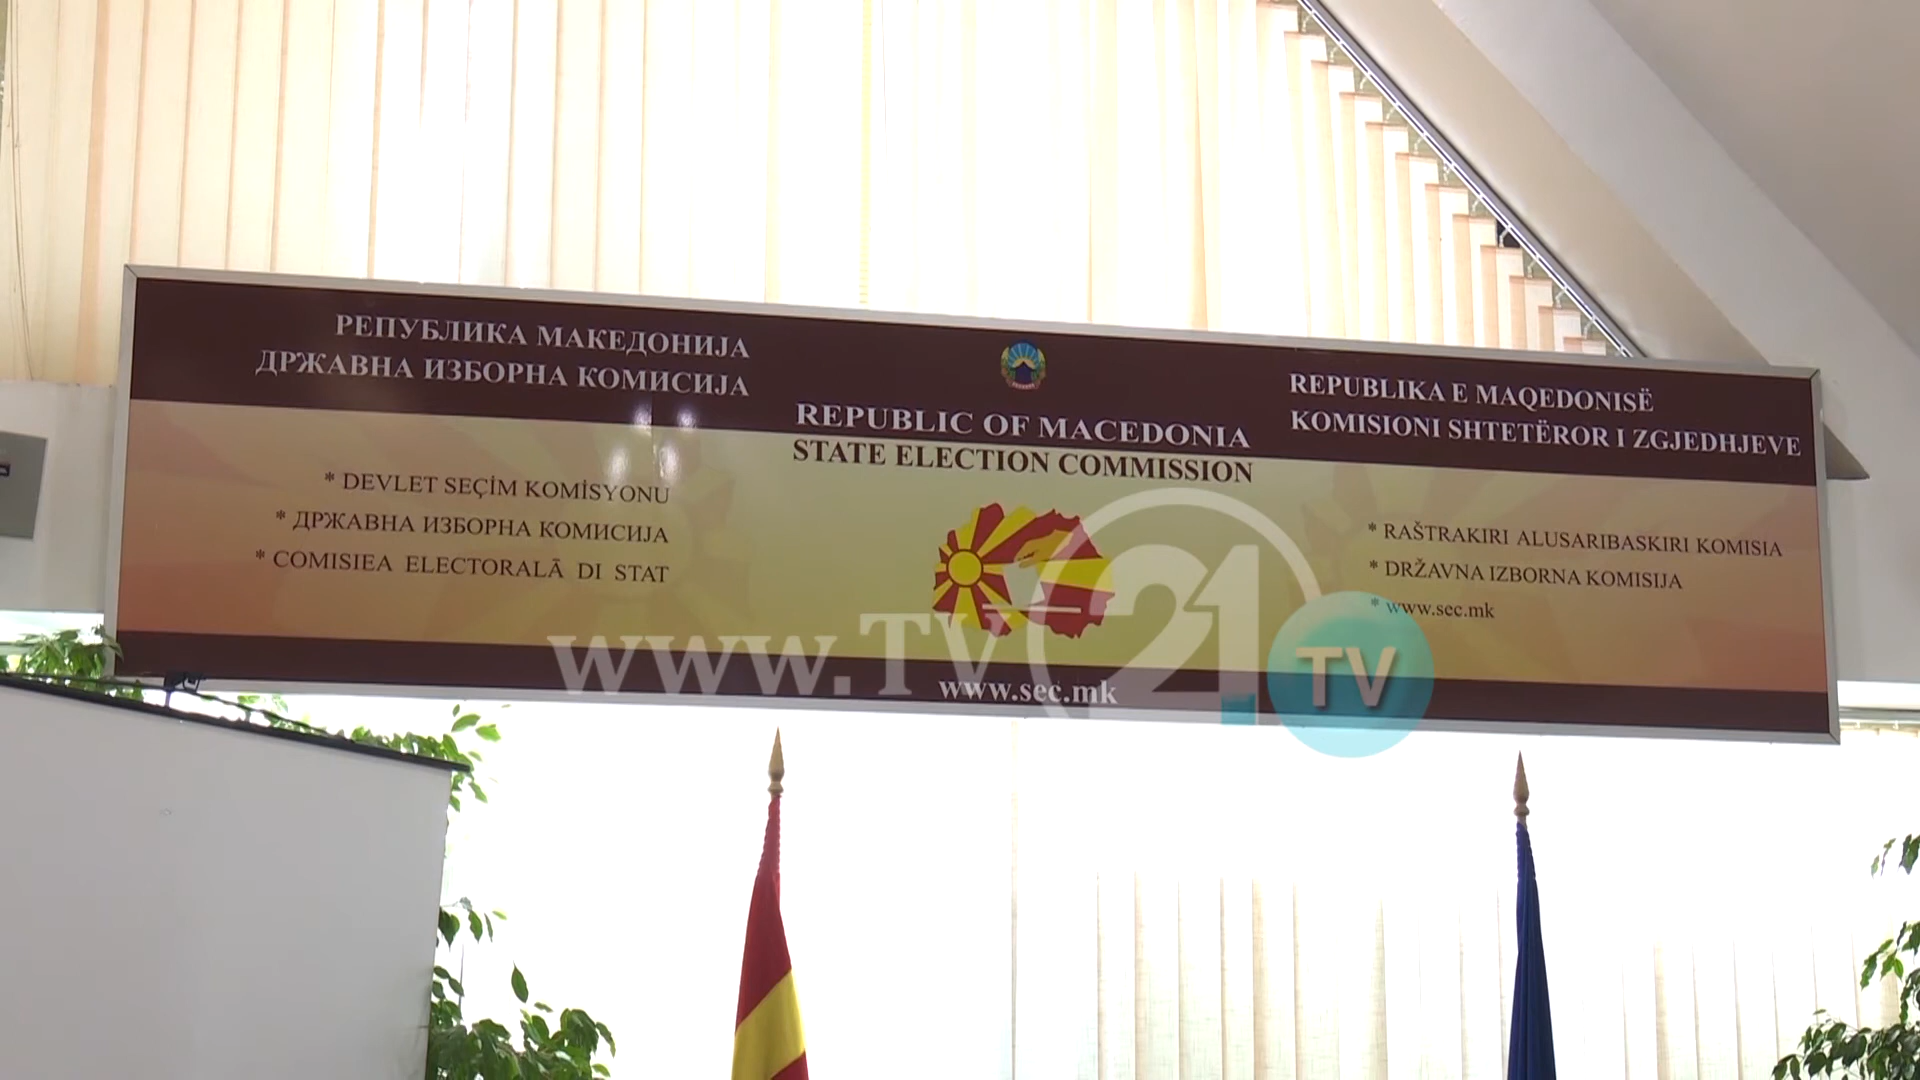 РЕПУБЛИКА МАКЕДОНИЈА
ДРЖАВНА ИЗБОРНА КОМИСИЈА
* DEVLET SEÇİM KOMİSYONU
* ДРЖАВНА ИЗБОРНА КОМИСИЈА
* COMISIEA ELECTORALĀ DI STAT
REPUBLIC OF MACEDONIA
STATE ELECTION COMMISSION
www.sec.mk
REPUBLIKA E MAQEDONISË
KOMISIONI SHTETËROR I ZGJEDHJEVE
* RAŠTRAKIRI ALUSARIBASKIRI KOMISIA
* DRŽAVNA IZBORNA KOMISIJA
* www.sec.mk
www.TV21.TV